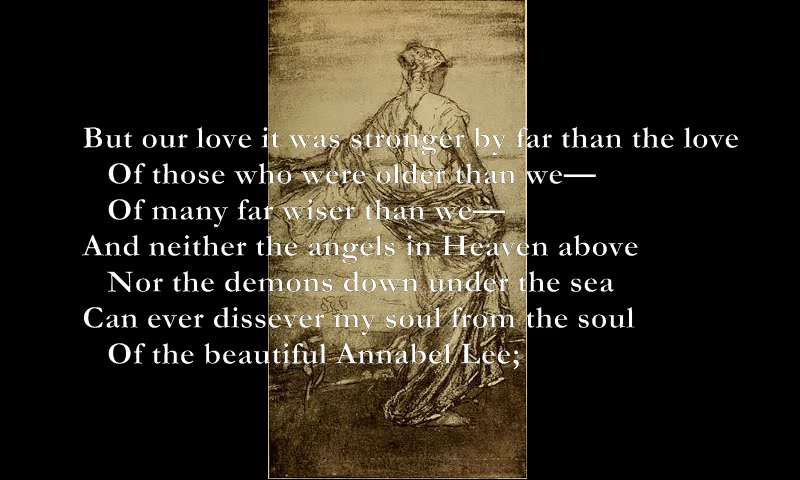 But our love it was stronger by far than the love
Of those who were older than we—
Of many far wiser than we—
And neither the angels in Heaven above
Nor the demons down under the sea
Can ever dissever my soul from the soul
Of the beautiful Annabel Lee;